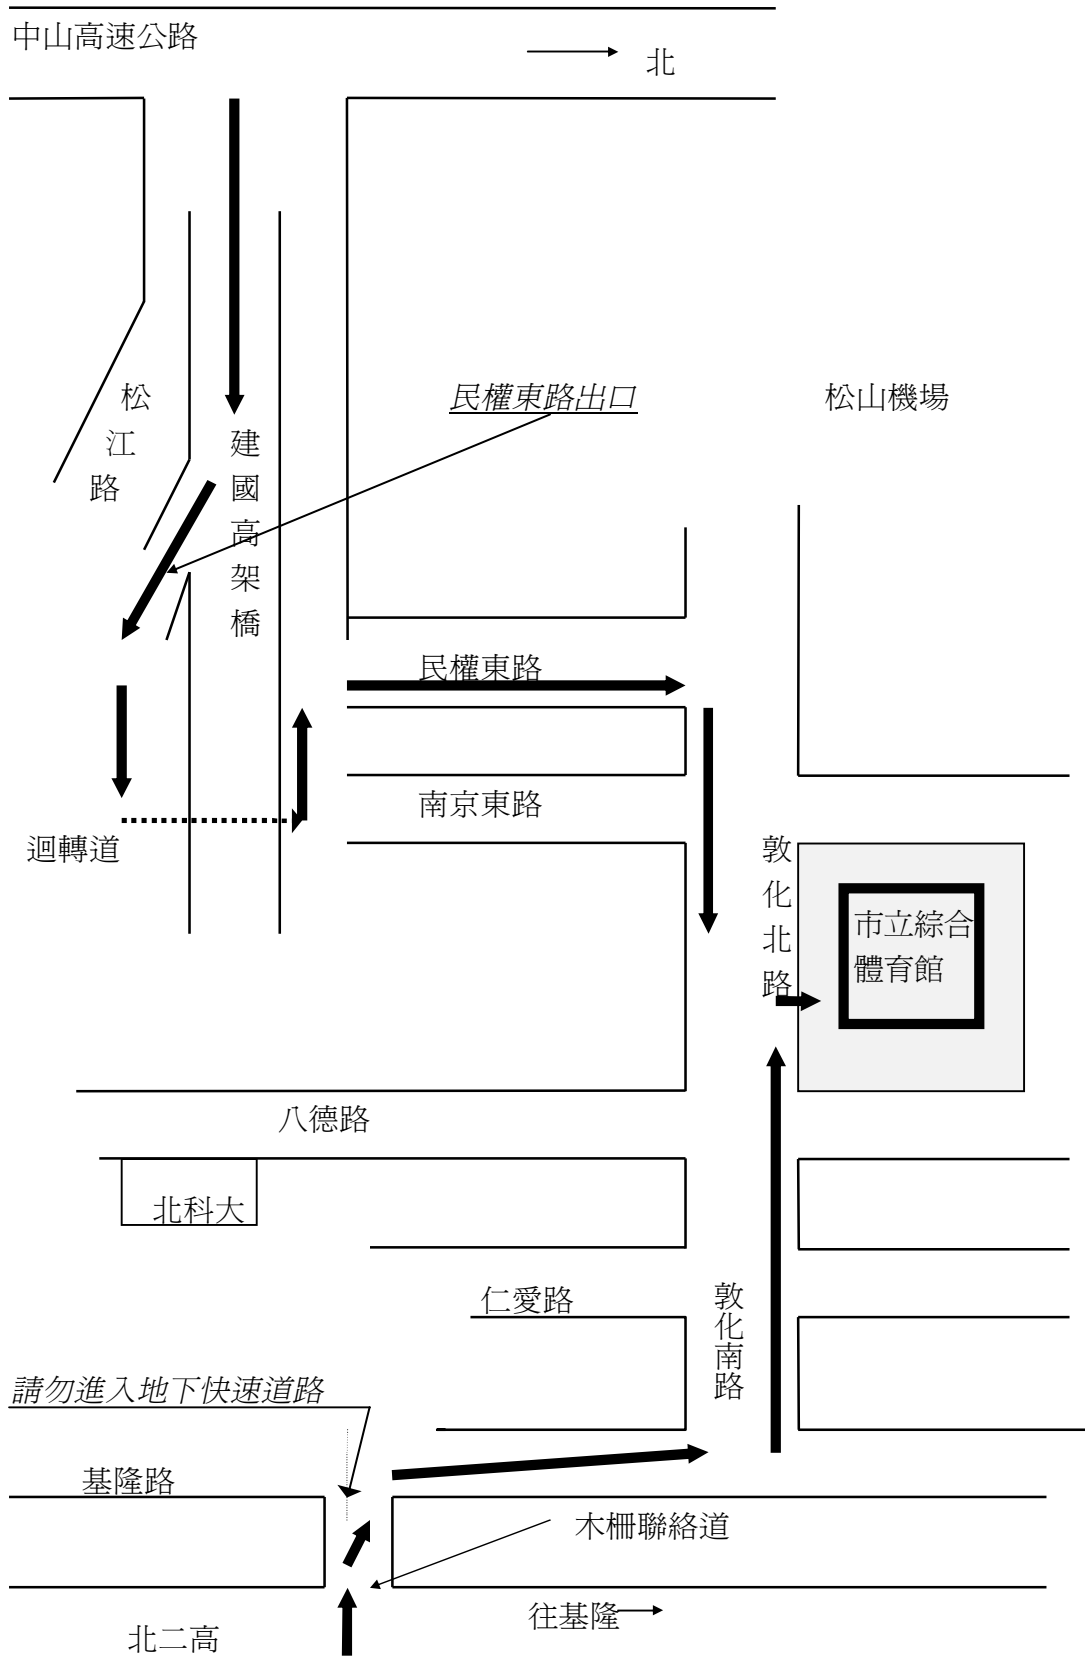 中山高速公路
北
松江路
建國高架橋
民權東路出口
松山機場
民權東路
南京東路
迴轉道
敦化北路
市立綜合
體育館
八德路
北科大
仁愛路
敦化南路
請勿進入地下快速道路
基隆路
木柵聯絡道
往基隆
北二高